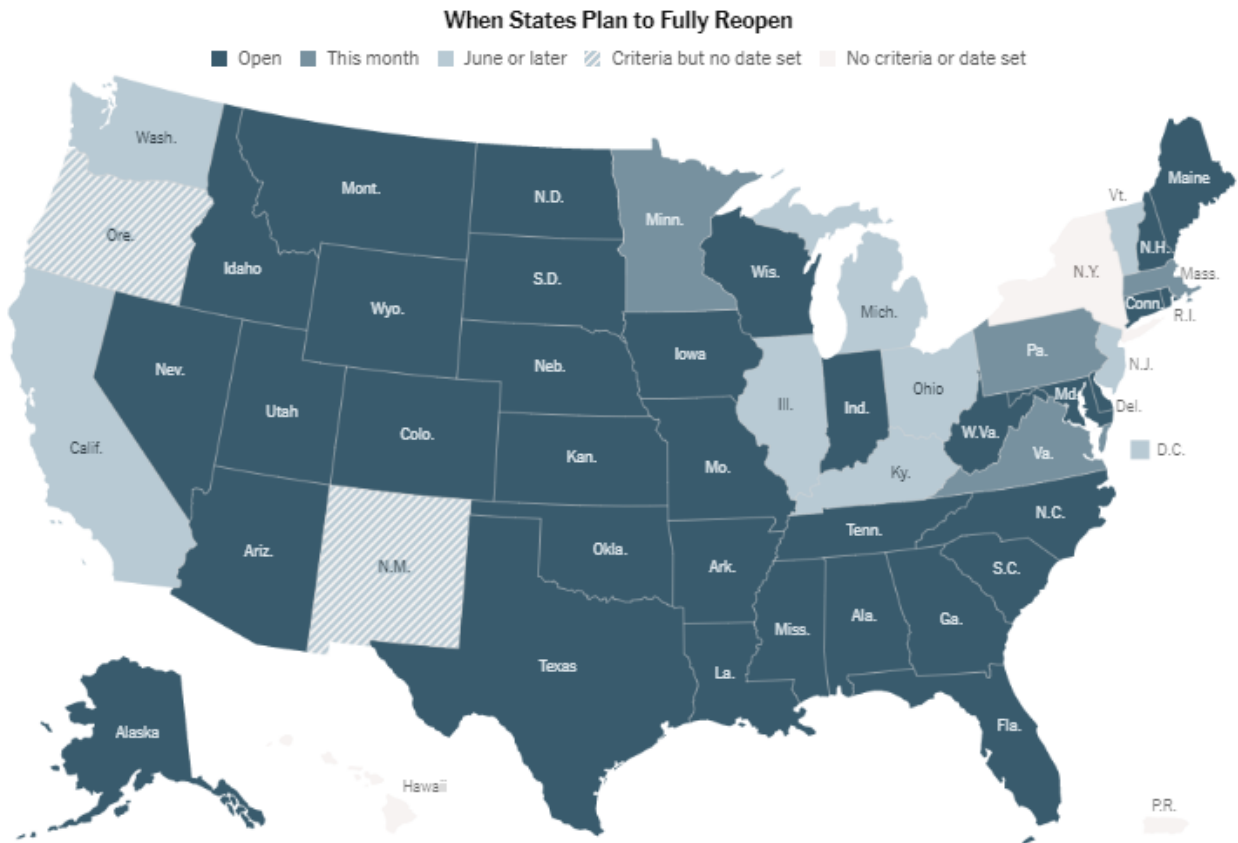 When States Plan to Fully Reopen
Open This month June or later Criteria but no date set No criteria or date set
Wash.
Mont.
N.D.
Minn.
Maine
Vt.
Ore.
Idaho
S.D.
Wis.
N.H.
N.Y.
Mass.
Wyo.
Mich.
Conn.
R.I.
Nev.
Neb.
Iowa
Pa.
N.J.
Utah
Colo.
Ill.
Ind.
Ohio
Md.
Del.
Calif.
Kan.
Mo.
Ky.
W.Va.
Va.
D.C.
Ariz.
N.M.
Okla.
Ark.
Tenn.
N.C.
S.C.
Texas
La.
Miss.
Ala.
Ga.
Fla.
Alaska
Hawaii
P.R.